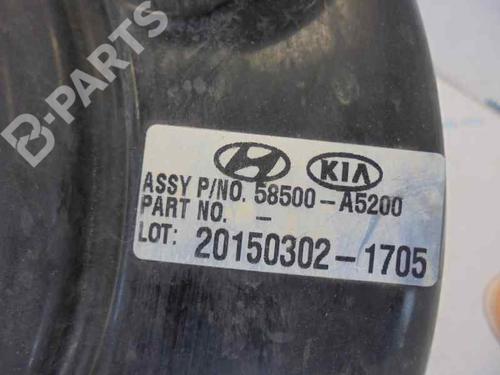 B-PARTS
KIA
ASSY P/NO. 58500-A5200
PART NO. -
LOT: 20150302-1705